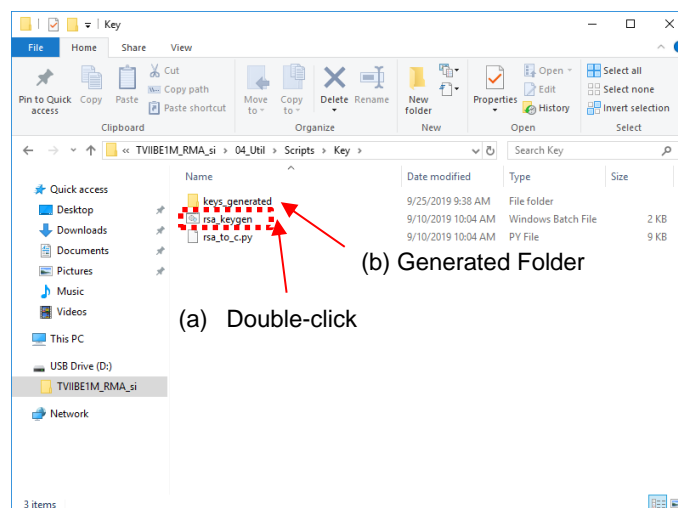 Key
File Home Share View
Pin to Quick access
Copy
Paste
Cut
Copy path
Paste shortcut
Clipboard
Move to
Copy to
Delete
Rename
Organize
New folder
New
Properties
Open
Edit
History
Open
Select all
Select none
Invert selection
Select
« TVIIBE1M_RMA_si > 04_Util > Scripts > Key >
Search Key
Name Date modified Type Size
keys_generated 9/25/2019 9:38 AM File folder
rsa_keygen 9/10/2019 10:04 AM Windows Batch File 2 KB
rsa_to_c.py 9/10/2019 10:04 AM PY File 9 KB
Quick access
Desktop
Downloads
Documents
Pictures
Music
Videos
This PC
USB Drive (D:)
TVIIBE1M_RMA_si
Network
(b) Generated Folder
(a) Double-click
3 items